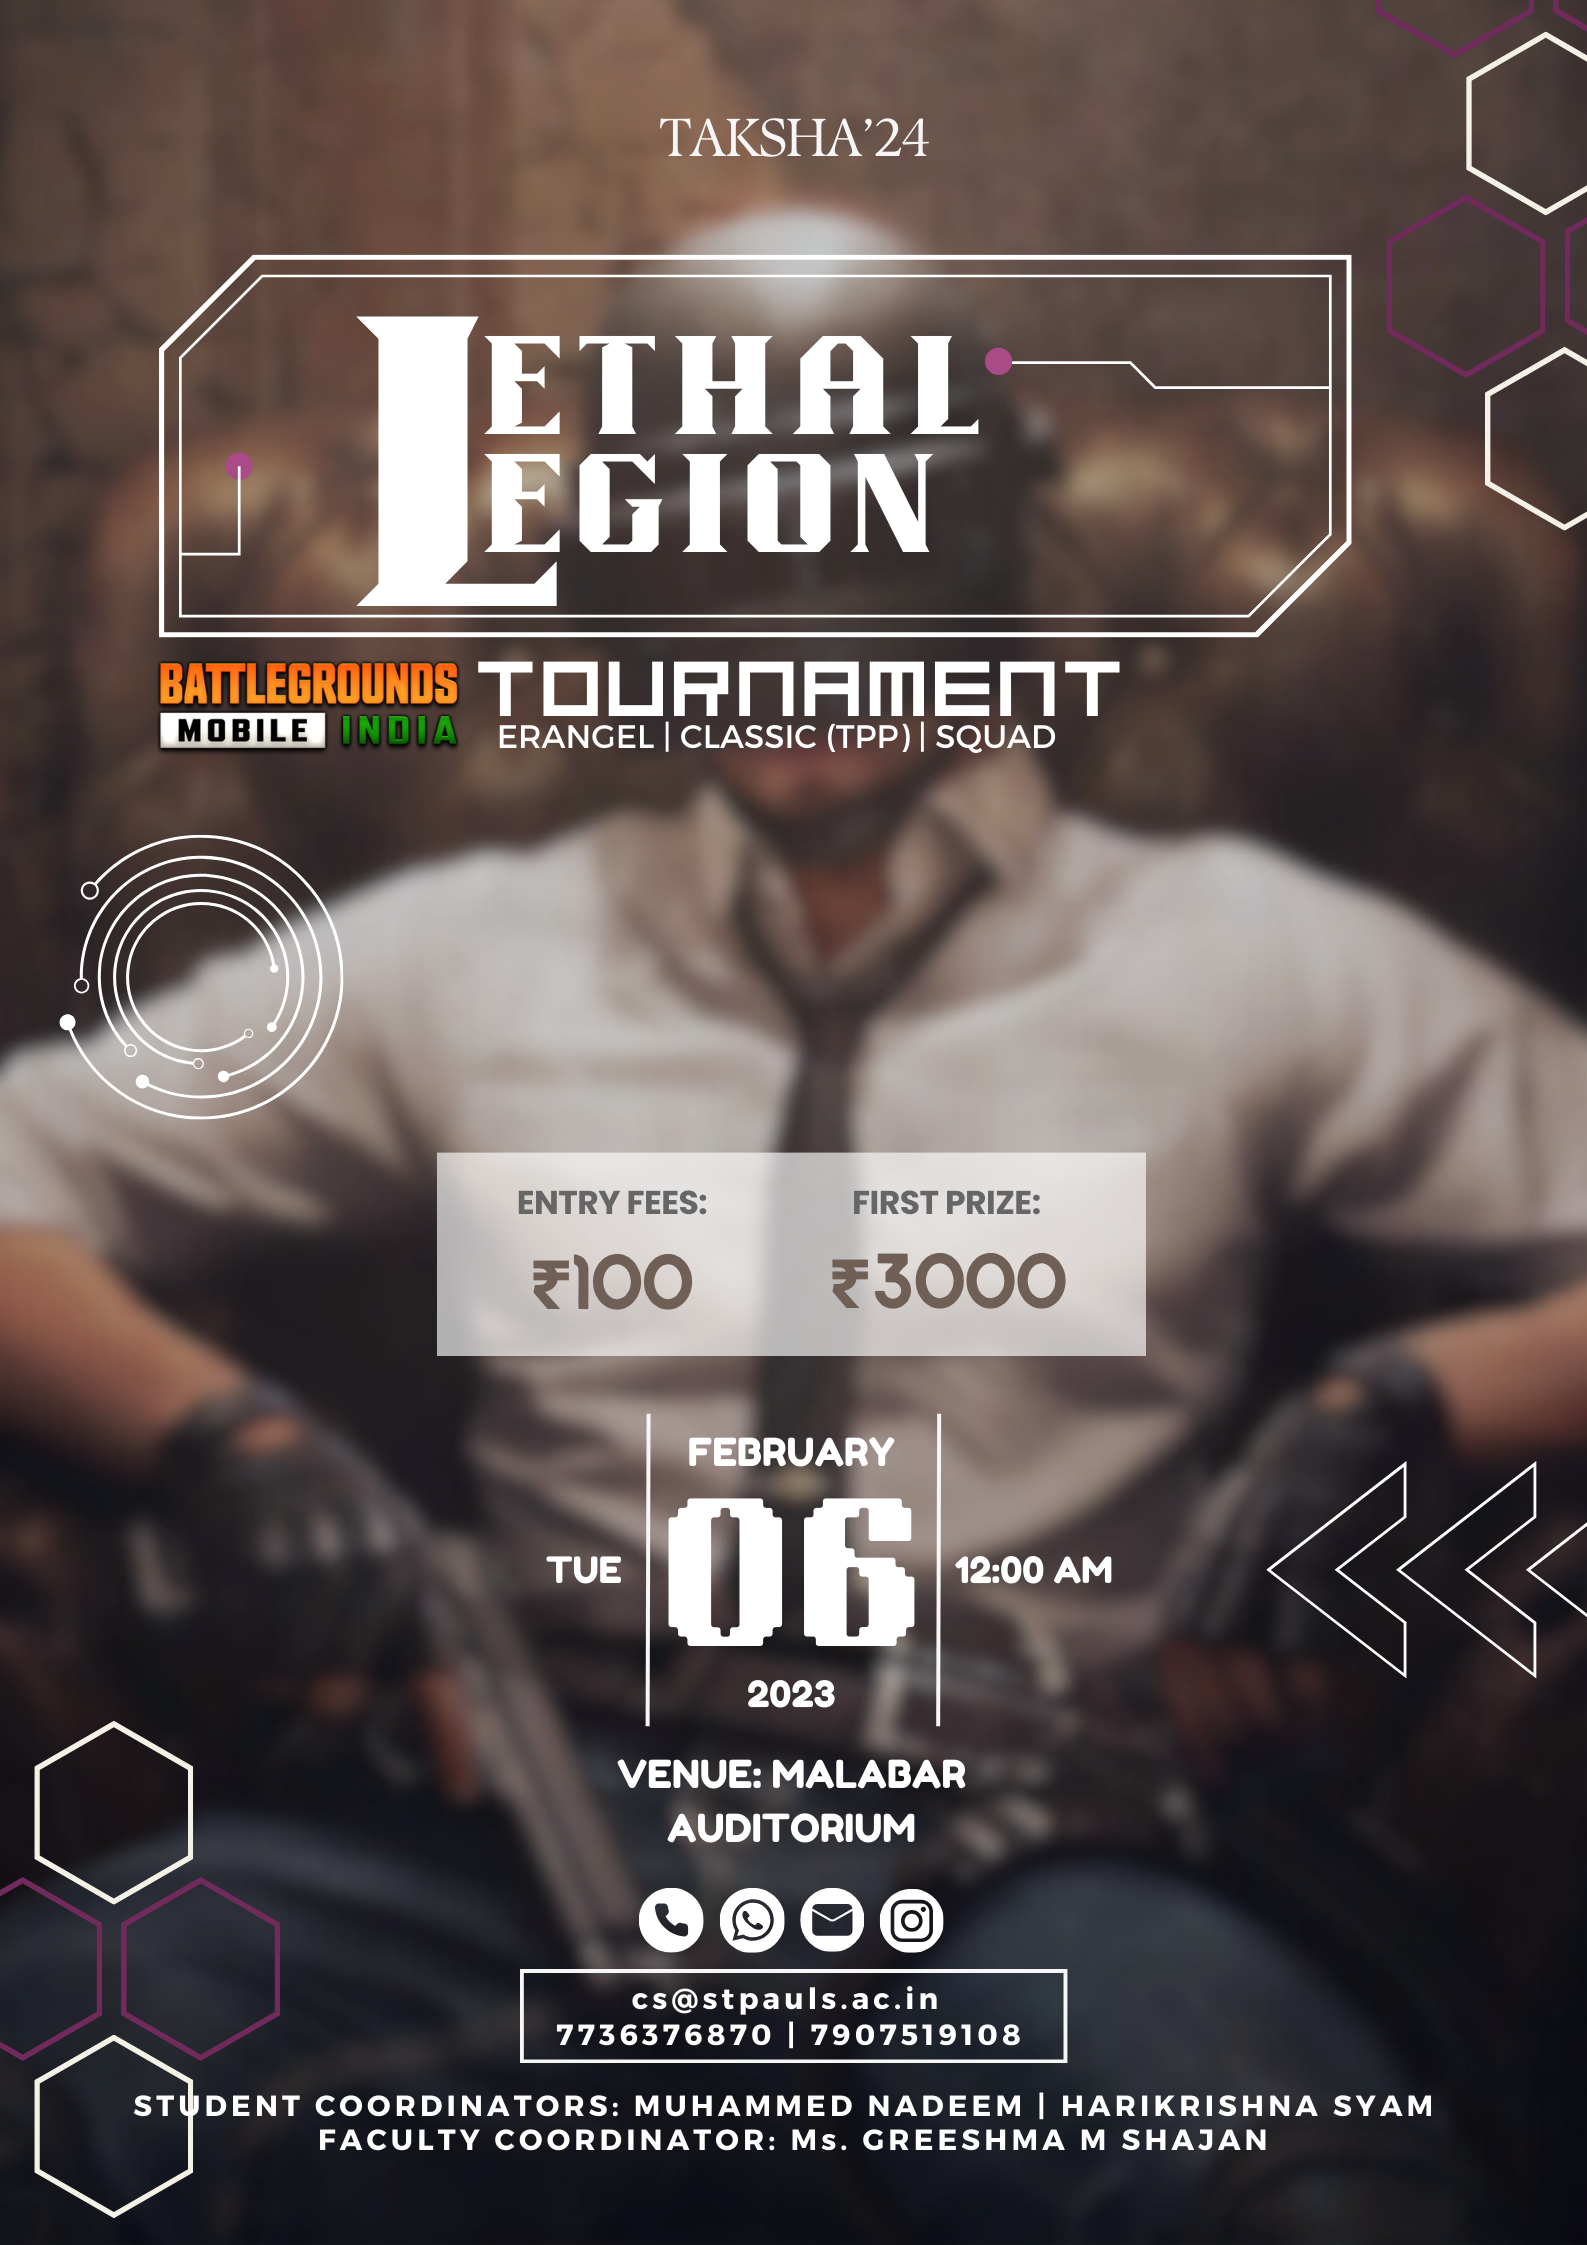 TAKSHA’24
LETHAL
LEGION
BATTLEGROUNDS
MOBILE INDIA
TOURNAMENT
ERANGEL | CLASSIC (TPP) | SQUAD
ENTRY FEES: FIRST PRIZE:
₹100 ₹3000
FEBRUARY
TUE 06 12:00 AM
2023
VENUE: MALABAR
AUDITORIUM
cs@stpauls.ac.in
7736376870 | 7907519108
STUDENT COORDINATORS: MUHAMMED NADEEM | HARIKRISHNA SYAM
FACULTY COORDINATOR: Ms. GREESHMA M SHAJAN